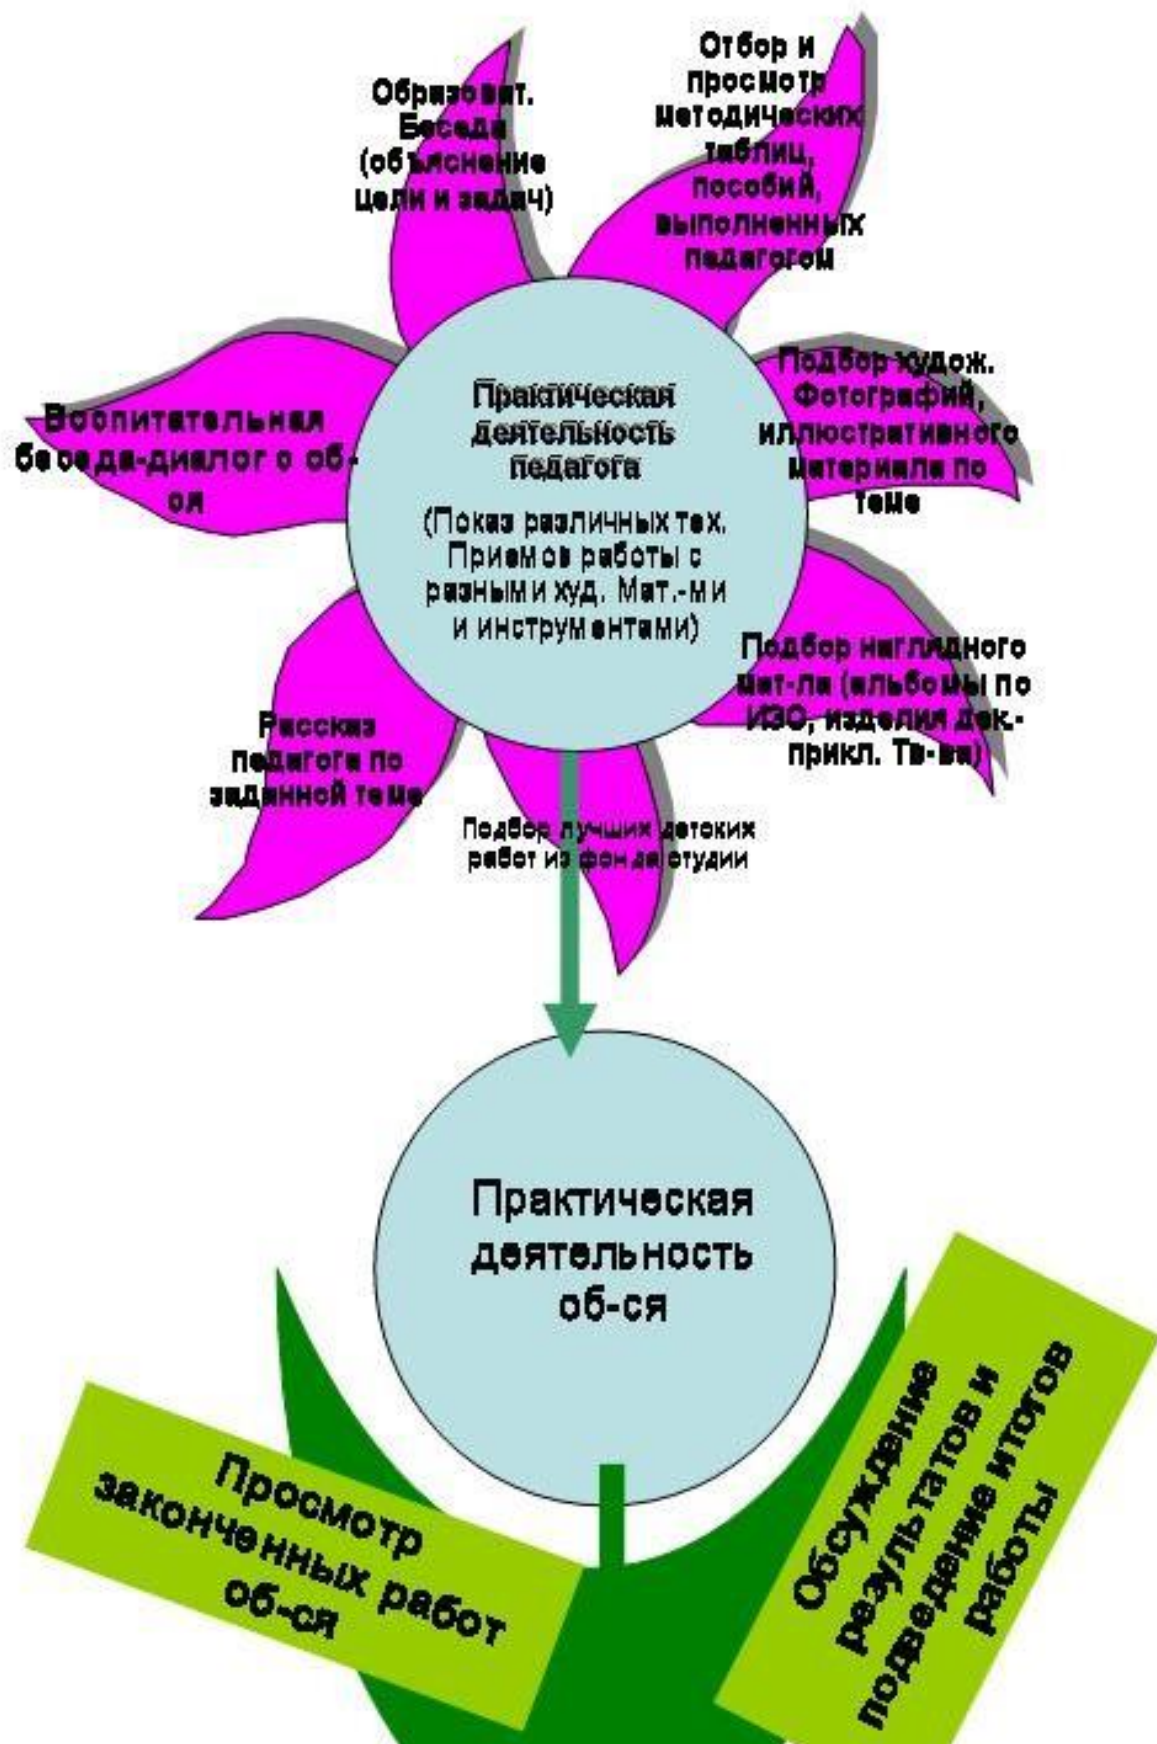 Образоват.
Беседа
(объяснение
цели и задач)
Отбор и
просмотр
методических
таблиц,
пособий,
выполненных
педагогом
Воспитательная
беседа-диалог с об-
ся
Практическая
деятельность
педагога
(Показ различных тех.
Приемов работы с
разными худ. Мат.-ми
и инструментами)
Подбор худож.
Фотографий,
иллюстративного
материала по
теме
Подбор наглядного
мат-ла (альбомы по
ИЗО, изделия дек.-
прикл. Тв-ва)
Рассказ
педагога по
заданной теме
Подбор лучших детских
работ из фонда студии
Практическая
деятельность
об-ся
Просмотр
законченных работ
об-ся
Обсуждение
результатов и
подведение итогов
работы